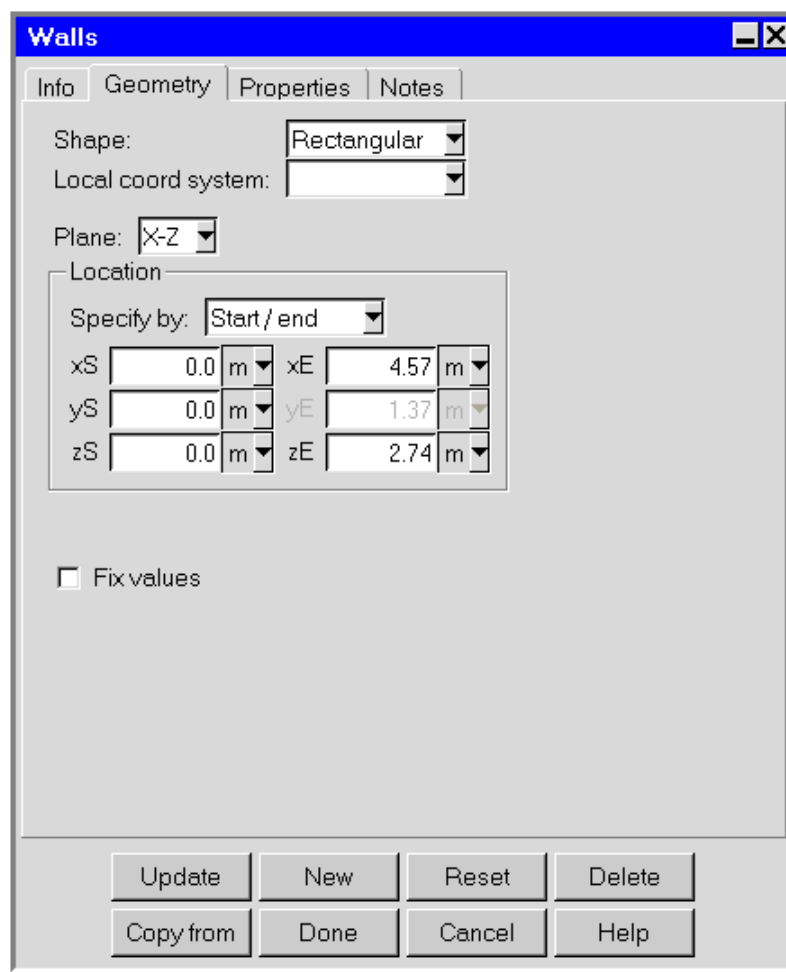 Walls
Info Geometry Properties Notes
Shape: Rectangular
Local coord system:
Plane: X-Z
Location
Specify by: Start / end
xS 0.0 m xE 4.57 m
yS 0.0 m yE 1.37 m
zS 0.0 m zE 2.74 m
Fix values
Update New Reset Delete
Copy from Done Cancel Help